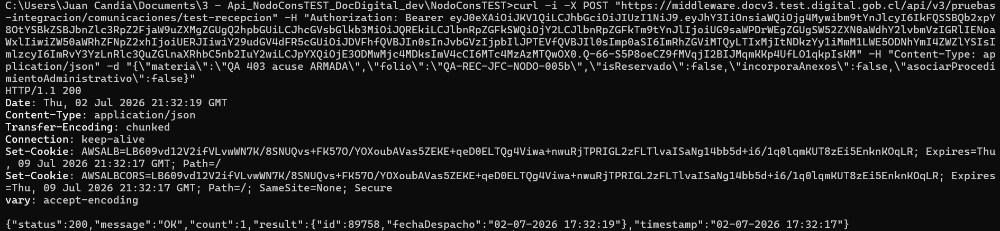 C:\Users\Juan Candia\Documents\3 - Api_NodoConsTEST_DocDigital_dev\NodoConsTEST>curl -i -X POST "https://middleware.docv3.test.digital.gob.cl/api/v3/pruebas
-integracion/comunicaciones/test-recepcion" -H "Authorization: Bearer eyJ0eXAiOiJKV1QiLCJhbGciOiJIUzI1NiJ9.eyJhY3IiOnsiaWQiOjg4Mywibm9tYnJlcyI6IkFQSSBQb2xpY
8OtYSBkZSBJbnZlc3RpZ2FjaW9uZXMgZGUgQ2hpbGUiLCJhcGVsbGlkb3MiOiJQREkiLCJlbnRpZGFkSWQiOjY2LCJlbnRpZGFkTm9tYnJlIjoiUG9saWPDrWEgZGUgSW52ZXN0aWdhY2lvbmVzIGRlIENoa
WxlIiwiZW50aWRhZFNpZ2xhIjoiUERJIiwiY29udGV4dFR5cGUiOiJDVFhfQVBJIn0sInJvbGVzIjpbIlJPTEVfQVBJIl0sImp0aSI6ImRhZGViMTQyLTIxMjItNDkzYy1iMmM1LWE5ODNhYmI4ZWZlYSIsI
mlzcyI6ImRvY3YzLnRlc3QuZGlnaXRhbC5nb2IuY2wiLCJpYXQiOjE3ODMwMjc4MDksImV4cCI6MTc4MzAzMTQwOX0.Q-66-S5P8oeCZ9fMVqjI2BIJMqmKKp4UfLO1qkpIsKM" -H "Content-Type: ap
plication/json" -d "{\"materia\":\"QA 403 acuse ARMADA\",\"folio\":\"QA-REC-JFC-NODO-005b\",\"isReservado\":false,\"incorporaAnexos\":false,\"asociarProcedi
mientoAdministrativo\":false}"
HTTP/1.1 200
Date: Thu, 02 Jul 2026 21:32:19 GMT
Content-Type: application/json
Transfer-Encoding: chunked
Connection: keep-alive
Set-Cookie: AWSALB=LB609vd12V2ifVLvwWN7K/8SNUQvs+FK57O/YOXoubAVas5ZEKE+qeD0ELTQg4Viwa+nwuRjTPRIGL2zFLTlvaISaNg14bb5d+i6/1q0lqmKUT8zEi5EnknKOqLR; Expires=Thu
, 09 Jul 2026 21:32:17 GMT; Path=/
Set-Cookie: AWSALBCORS=LB609vd12V2ifVLvwWN7K/8SNUQvs+FK57O/YOXoubAVas5ZEKE+qeD0ELTQg4Viwa+nwuRjTPRIGL2zFLTlvaISaNg14bb5d+i6/1q0lqmKUT8zEi5EnknKOqLR; Expires
=Thu, 09 Jul 2026 21:32:17 GMT; Path=/; SameSite=None; Secure
vary: accept-encoding
{"status":200,"message":"OK","count":1,"result":{"id":89758,"fechaDespacho":"02-07-2026 17:32:19"},"timestamp":"02-07-2026 17:32:17"}